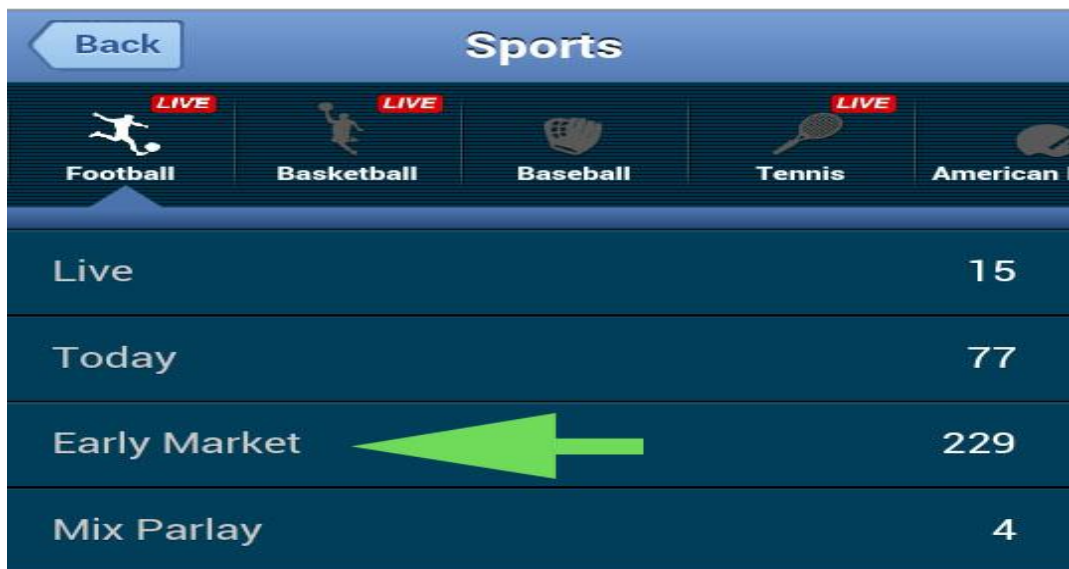 Back Sports
LIVE LIVE LIVE
Football Basketball Baseball Tennis American
Live 15
Today 77
Early Market 229
Mix Parlay 4